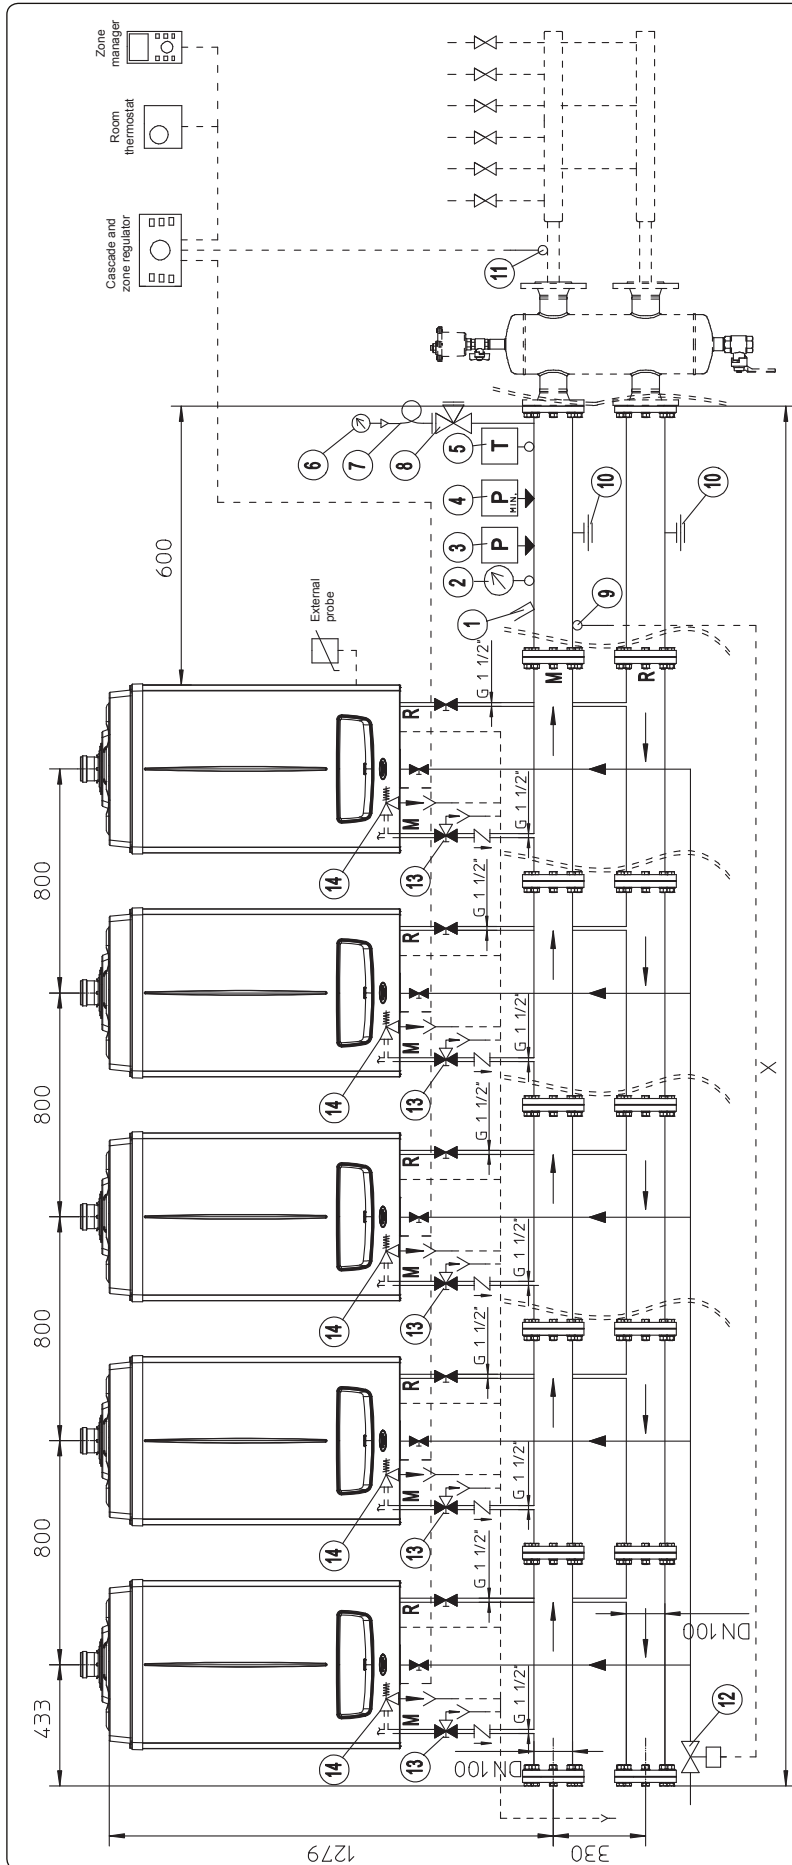 Zone
manager
Room
thermostat
Cascade and
zone regulator
600
800
800
800
800
433
1279
330
X
External
probe
1
2
3
4
5
6
7
8
9
10
10
11
12
P
P
MIN.
T
M
R
R
M
G 1 1/2"
G 1 1/2"
14
13
R
M
G 1 1/2"
G 1 1/2"
14
13
R
M
G 1 1/2"
G 1 1/2"
14
13
R
M
G 1 1/2"
G 1 1/2"
14
13
R
M
G 1 1/2"
G 1 1/2"
14
13
DN100
DN100